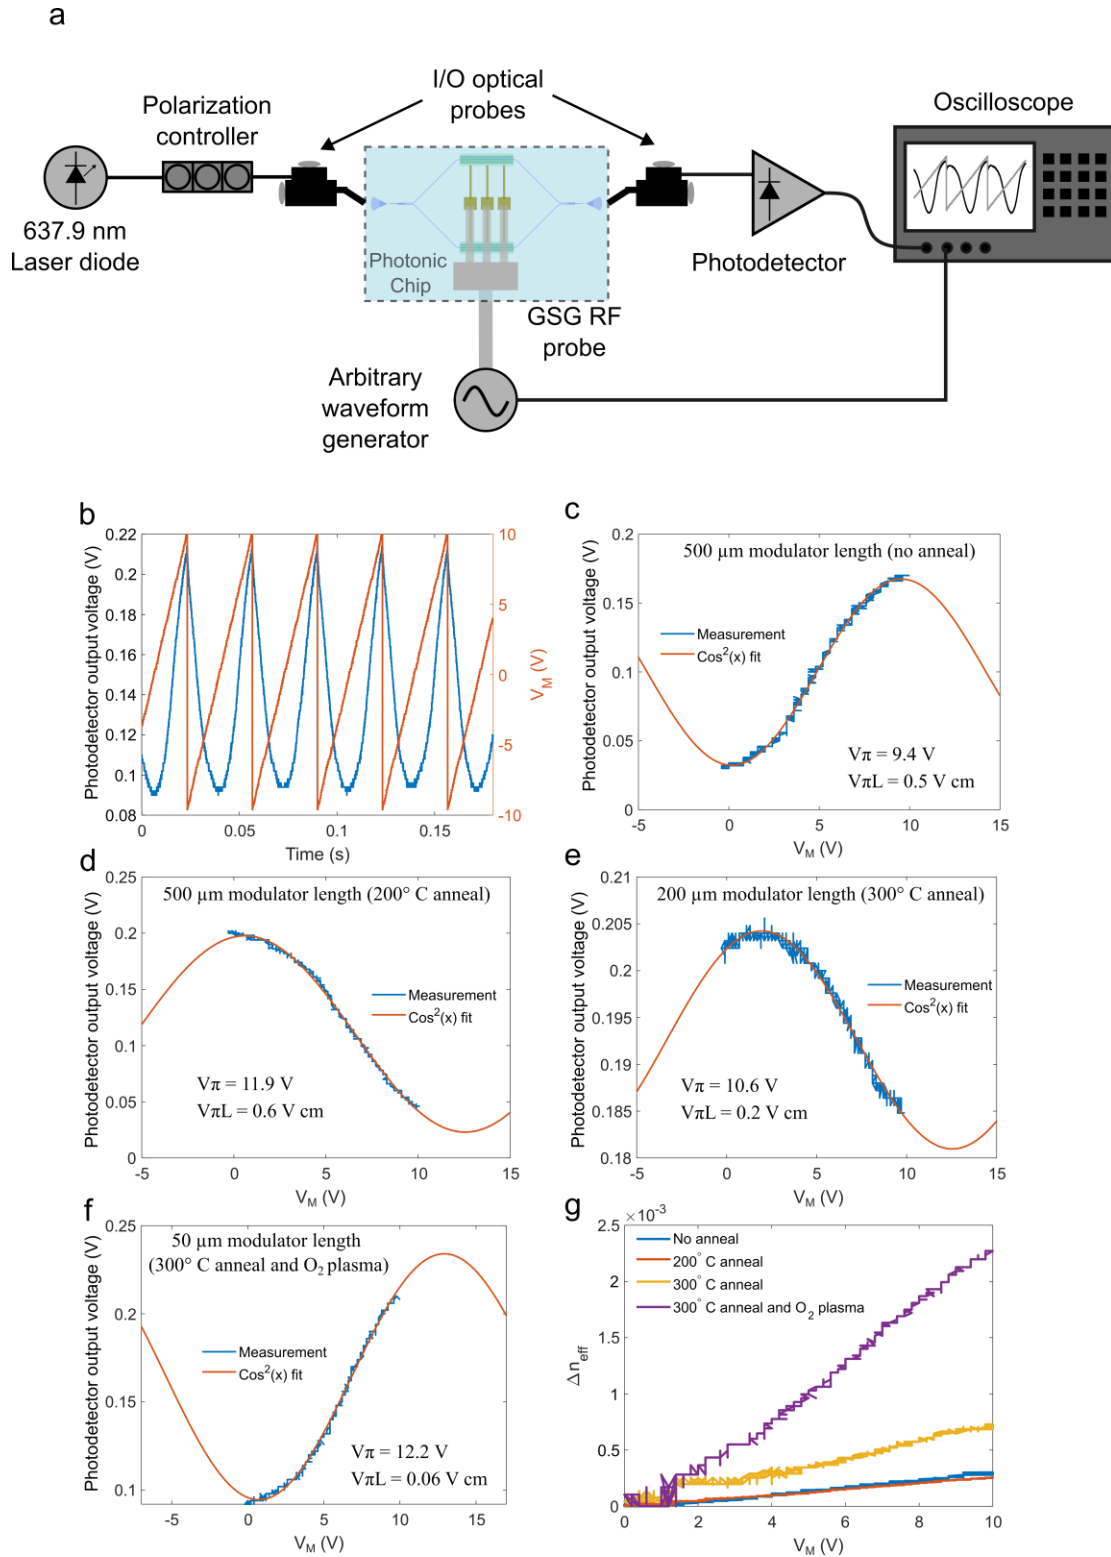 a
I/O optical
probes
Polarization
controller
Oscilloscope
637.9 nm
Laser diode
Photonic
Chip
Photodetector
GSG RF
probe
Arbitrary
waveform
generator
b
Photodetector output voltage (V)
0.22
0.2
0.18
0.16
0.14
0.12
0.1
0.08
0
0.05
0.1
0.15
Time (s)
10
5
0
-5
-10
V_M (V)
c
500 µm modulator length (no anneal)
Photodetector output voltage (V)
0.2
0.15
0.1
0.05
0
Measurement
Cos²(x) fit
Vπ = 9.4 V
VπL = 0.5 V cm
-5
0
5
10
15
V_M (V)
d
500 µm modulator length (200° C anneal)
Photodetector output voltage (V)
0.25
0.2
0.15
0.1
0.05
0
Measurement
Cos²(x) fit
Vπ = 11.9 V
VπL = 0.6 V cm
-5
0
5
10
15
V_M (V)
e
200 µm modulator length (300° C anneal)
Photodetector output voltage (V)
0.21
0.205
0.2
0.195
0.19
0.185
0.18
Measurement
Cos²(x) fit
Vπ = 10.6 V
VπL = 0.2 V cm
-5
0
5
10
15
V_M (V)
f
50 µm modulator length
(300° C anneal and O₂ plasma)
Photodetector output voltage (V)
0.25
0.2
0.15
0.1
Measurement
Cos²(x) fit
Vπ = 12.2 V
VπL = 0.06 V cm
-5
0
5
10
15
V_M (V)
g
×10⁻³
2.5
2
1.5
1
0.5
0
Δn_eff
No anneal
200° C anneal
300° C anneal
300° C anneal and O₂ plasma
0
2
4
6
8
10
V_M (V)